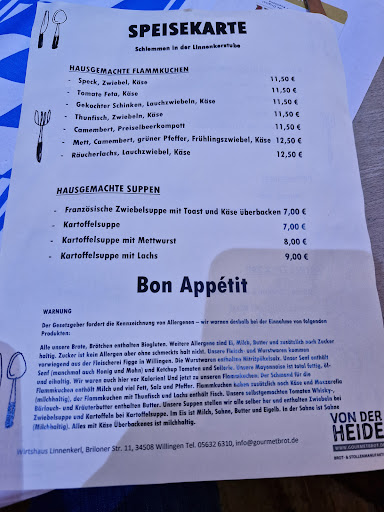 SPEISEKARTE
Schlemmen in der Linnenkerstube
HAUSGEMACHTE FLAMMKUCHEN
- Speck, Zwiebel, Käse 11,50 €
- Tomate Feta, Käse 11,50 €
- Gekochter Schinken, Lauchzwiebeln, Käse 11,50 €
- Thunfisch, Zwiebeln, Käse 11,50 €
- Camembert, Preiselbeerkompott 11,50 €
- Mett, Camembert, grüner Pfeffer, Frühlingszwiebel, Käse 12,50 €
- Räucherlachs, Lauchzwiebel, Käse 12,50 €
HAUSGEMACHTE SUPPEN
- Französische Zwiebelsuppe mit Toast und Käse überbacken 7,00 €
- Kartoffelsuppe 7,00 €
- Kartoffelsuppe mit Mettwurst 8,00 €
- Kartoffelsuppe mit Lachs 9,00 €
Bon Appétit
WARNUNG
Der Gesetzgeber fordert die Kennzeichnung von Allergenen – wir warnen deshalb bei der Einnahme von folgenden
Produkten:
Alle unsere Brote, Brötchen enthalten Biogluten. Weitere Allergene sind Ei, Milch, Butter und zusätzlich noch Zucker
haltig. Zucker ist kein Allergen aber ohne schmeckts halt nicht. Unsere Fleisch- und Wurstwaren kommen
vorwiegend aus der Fleischerei Figge in Willingen. Die Wurstwaren enthalten Nitritpökelsalz. Unser Senf enthält
Senf (manchmal auch Honig und Mohn) und Ketchup Tomaten und Sellerie. Unsere Mayonnaise ist total fettig, öl-
und eihaltig. Wir waren auch hier vor Kalorien! Und jetzt zu unseren Flammkuchen. Der Schmand für die
Flammkuchen enthält Milch und viel Fett, Salz und Pfeffer. Flammkuchen haben zusätzlich noch Käse und Mozzarella
(milchhaltig), der Flammkuchen mit Thunfisch und Lachs enthält Fisch. Unsere selbstgemachten Tomaten Whisky-,
Bärlauch- und Kräuterbutter enthalten Butter. Unsere Suppen stellen wir alle selber her und enthalten Zwiebeln bei
Zwiebelsuppe und Kartoffeln bei Kartoffelsuppe. Im Eis ist Milch, Sahne, Butter und Eigelb. In der Sahne ist Sahne
(Milchhaltig). Alles mit Käse Überbackenes ist milchhaltig.
VON DER
HEIDE
WWW.GOURMETBROT.DE
BROT- & STOLLENMANUFAKTUR
Wirtshaus Linnenkerl, Briloner Str. 11, 34508 Willingen Tel. 05632 6310, info@gourmetbrot.de